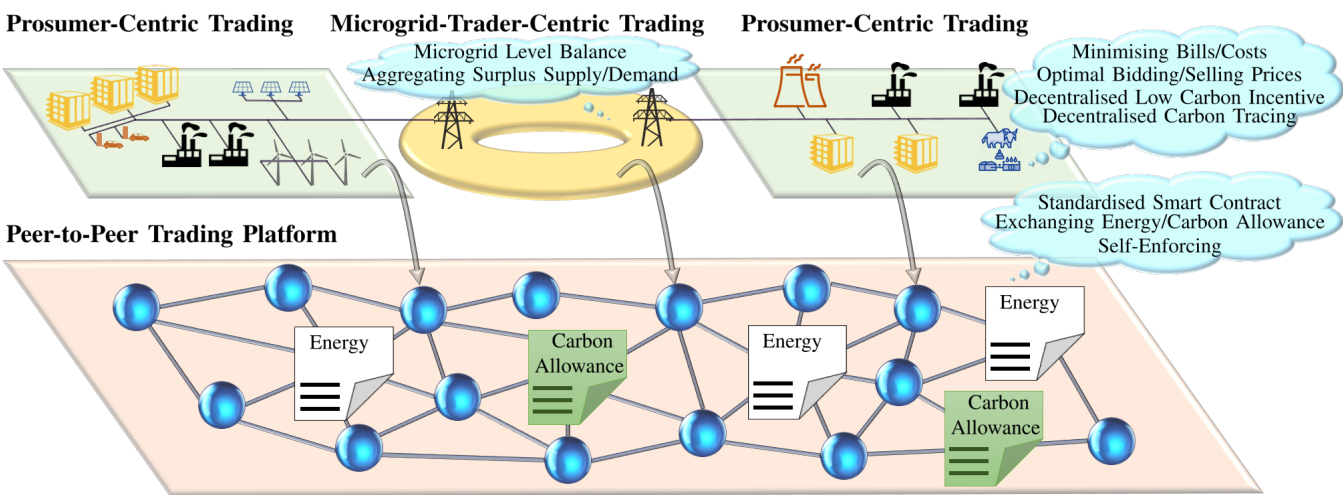 Prosumer-Centric Trading
Microgrid-Trader-Centric Trading
Prosumer-Centric Trading
Microgrid Level Balance
Aggregating Surplus Supply/Demand
Minimising Bills/Costs
Optimal Bidding/Selling Prices
Decentralised Low Carbon Incentive
Decentralised Carbon Tracing
Standardised Smart Contract
Exchanging Energy/Carbon Allowance
Self-Enforcing
Peer-to-Peer Trading Platform
Energy
Carbon
Allowance
Energy
Energy
Carbon
Allowance